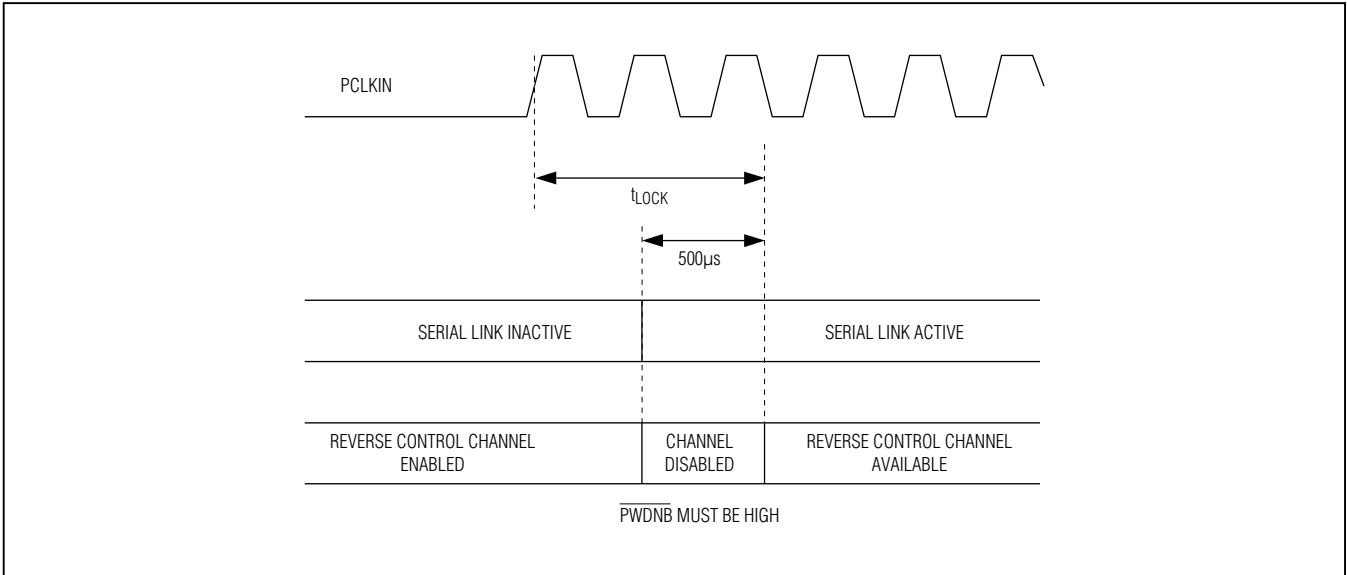 PCLKIN
tLOCK
500µs
SERIAL LINK INACTIVE
SERIAL LINK ACTIVE
REVERSE CONTROL CHANNEL
ENABLED
CHANNEL
DISABLED
REVERSE CONTROL CHANNEL
AVAILABLE
PWDNB MUST BE HIGH